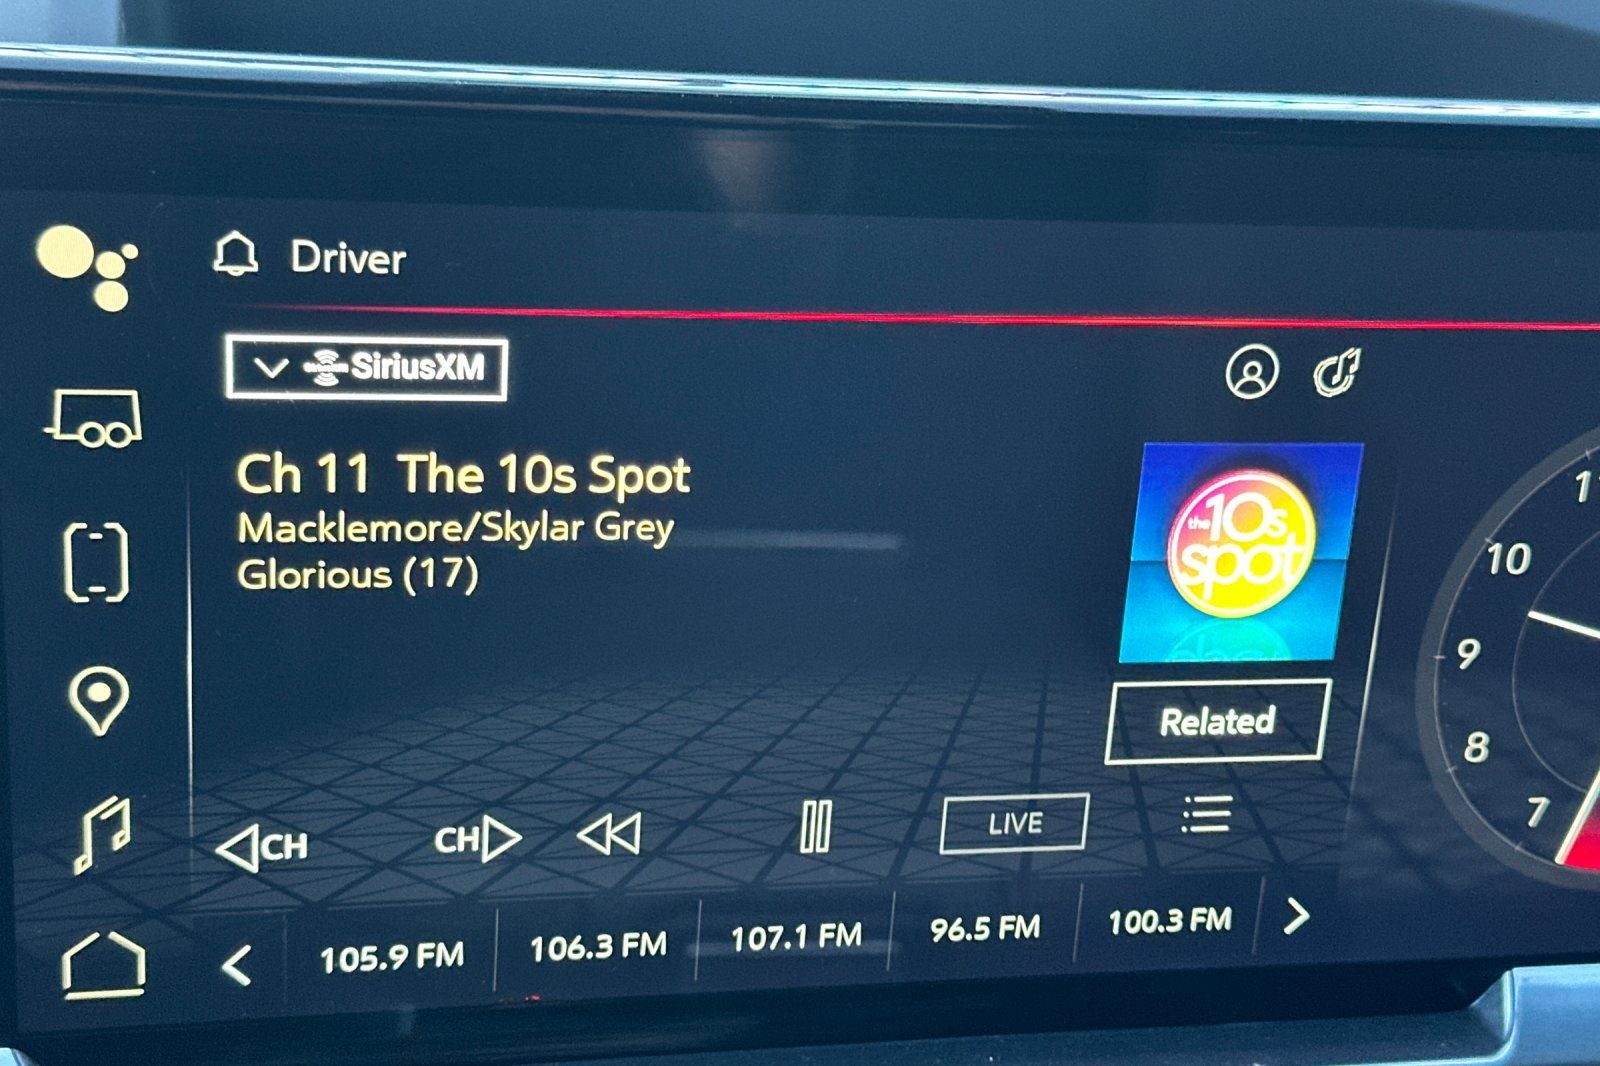 Driver
SiriusXM
Ch 11 The 10s Spot
Macklemore/Skylar Grey
Glorious (17)
the 10s
spot
Related
CH
CH
LIVE
105.9 FM
106.3 FM
107.1 FM
96.5 FM
100.3 FM
10
9
8
7